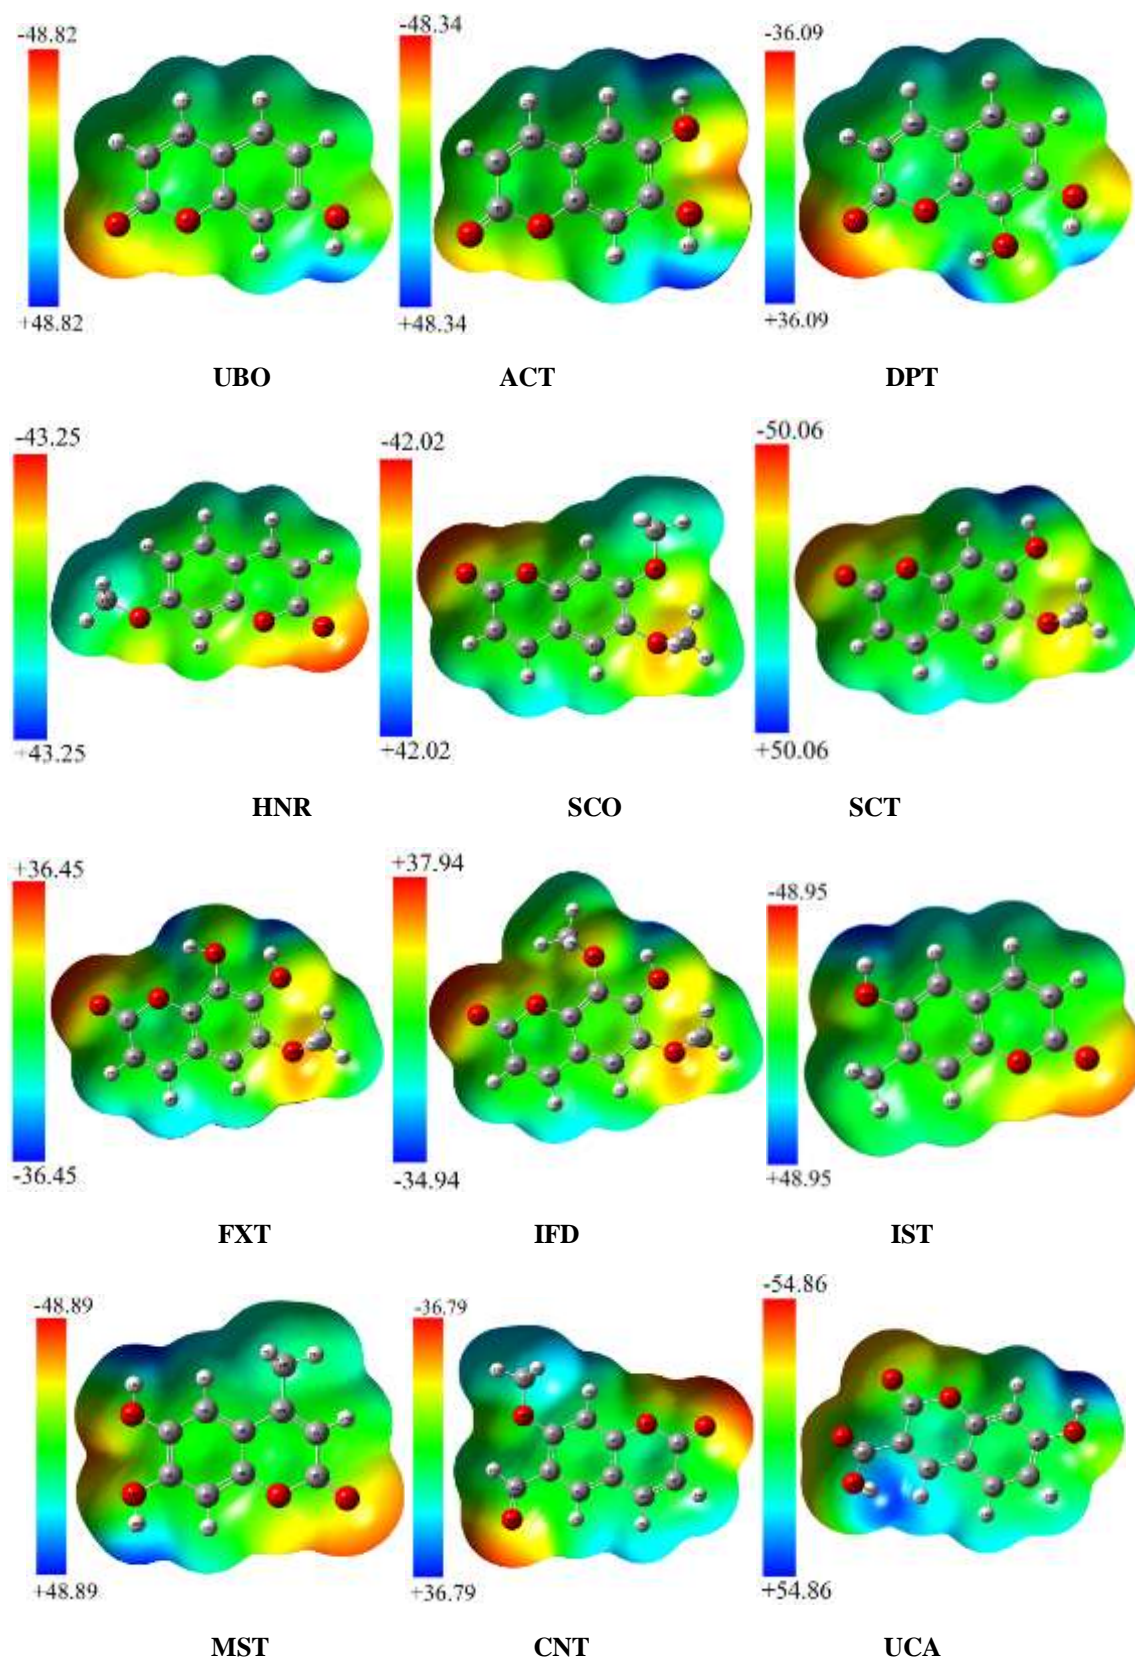 -48.82
-48.34
-36.09
+48.82
+48.34
+36.09
UBO
ACT
DPT
-43.25
-42.02
-50.06
+43.25
+42.02
+50.06
HNR
SCO
SCT
+36.45
+37.94
-48.95
-36.45
-34.94
+48.95
FXT
IFD
IST
-48.89
-36.79
-54.86
+48.89
+36.79
+54.86
MST
CNT
UCA